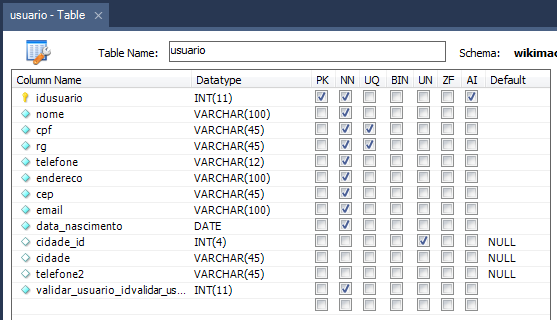 usuario - Table
Table Name: usuario Schema:
Column Name Datatype PK NN UQ BIN UN ZF AI Default
idusuario INT(11)
nome VARCHAR(100)
cpf VARCHAR(45)
rg VARCHAR(45)
telefone VARCHAR(12)
endereco VARCHAR(100)
cep VARCHAR(45)
email VARCHAR(100)
data_nascimento DATE
cidade_id INT(4) NULL
cidade VARCHAR(45) NULL
telefone2 VARCHAR(45) NULL
validar_usuario_idvalidar_us... INT(11)